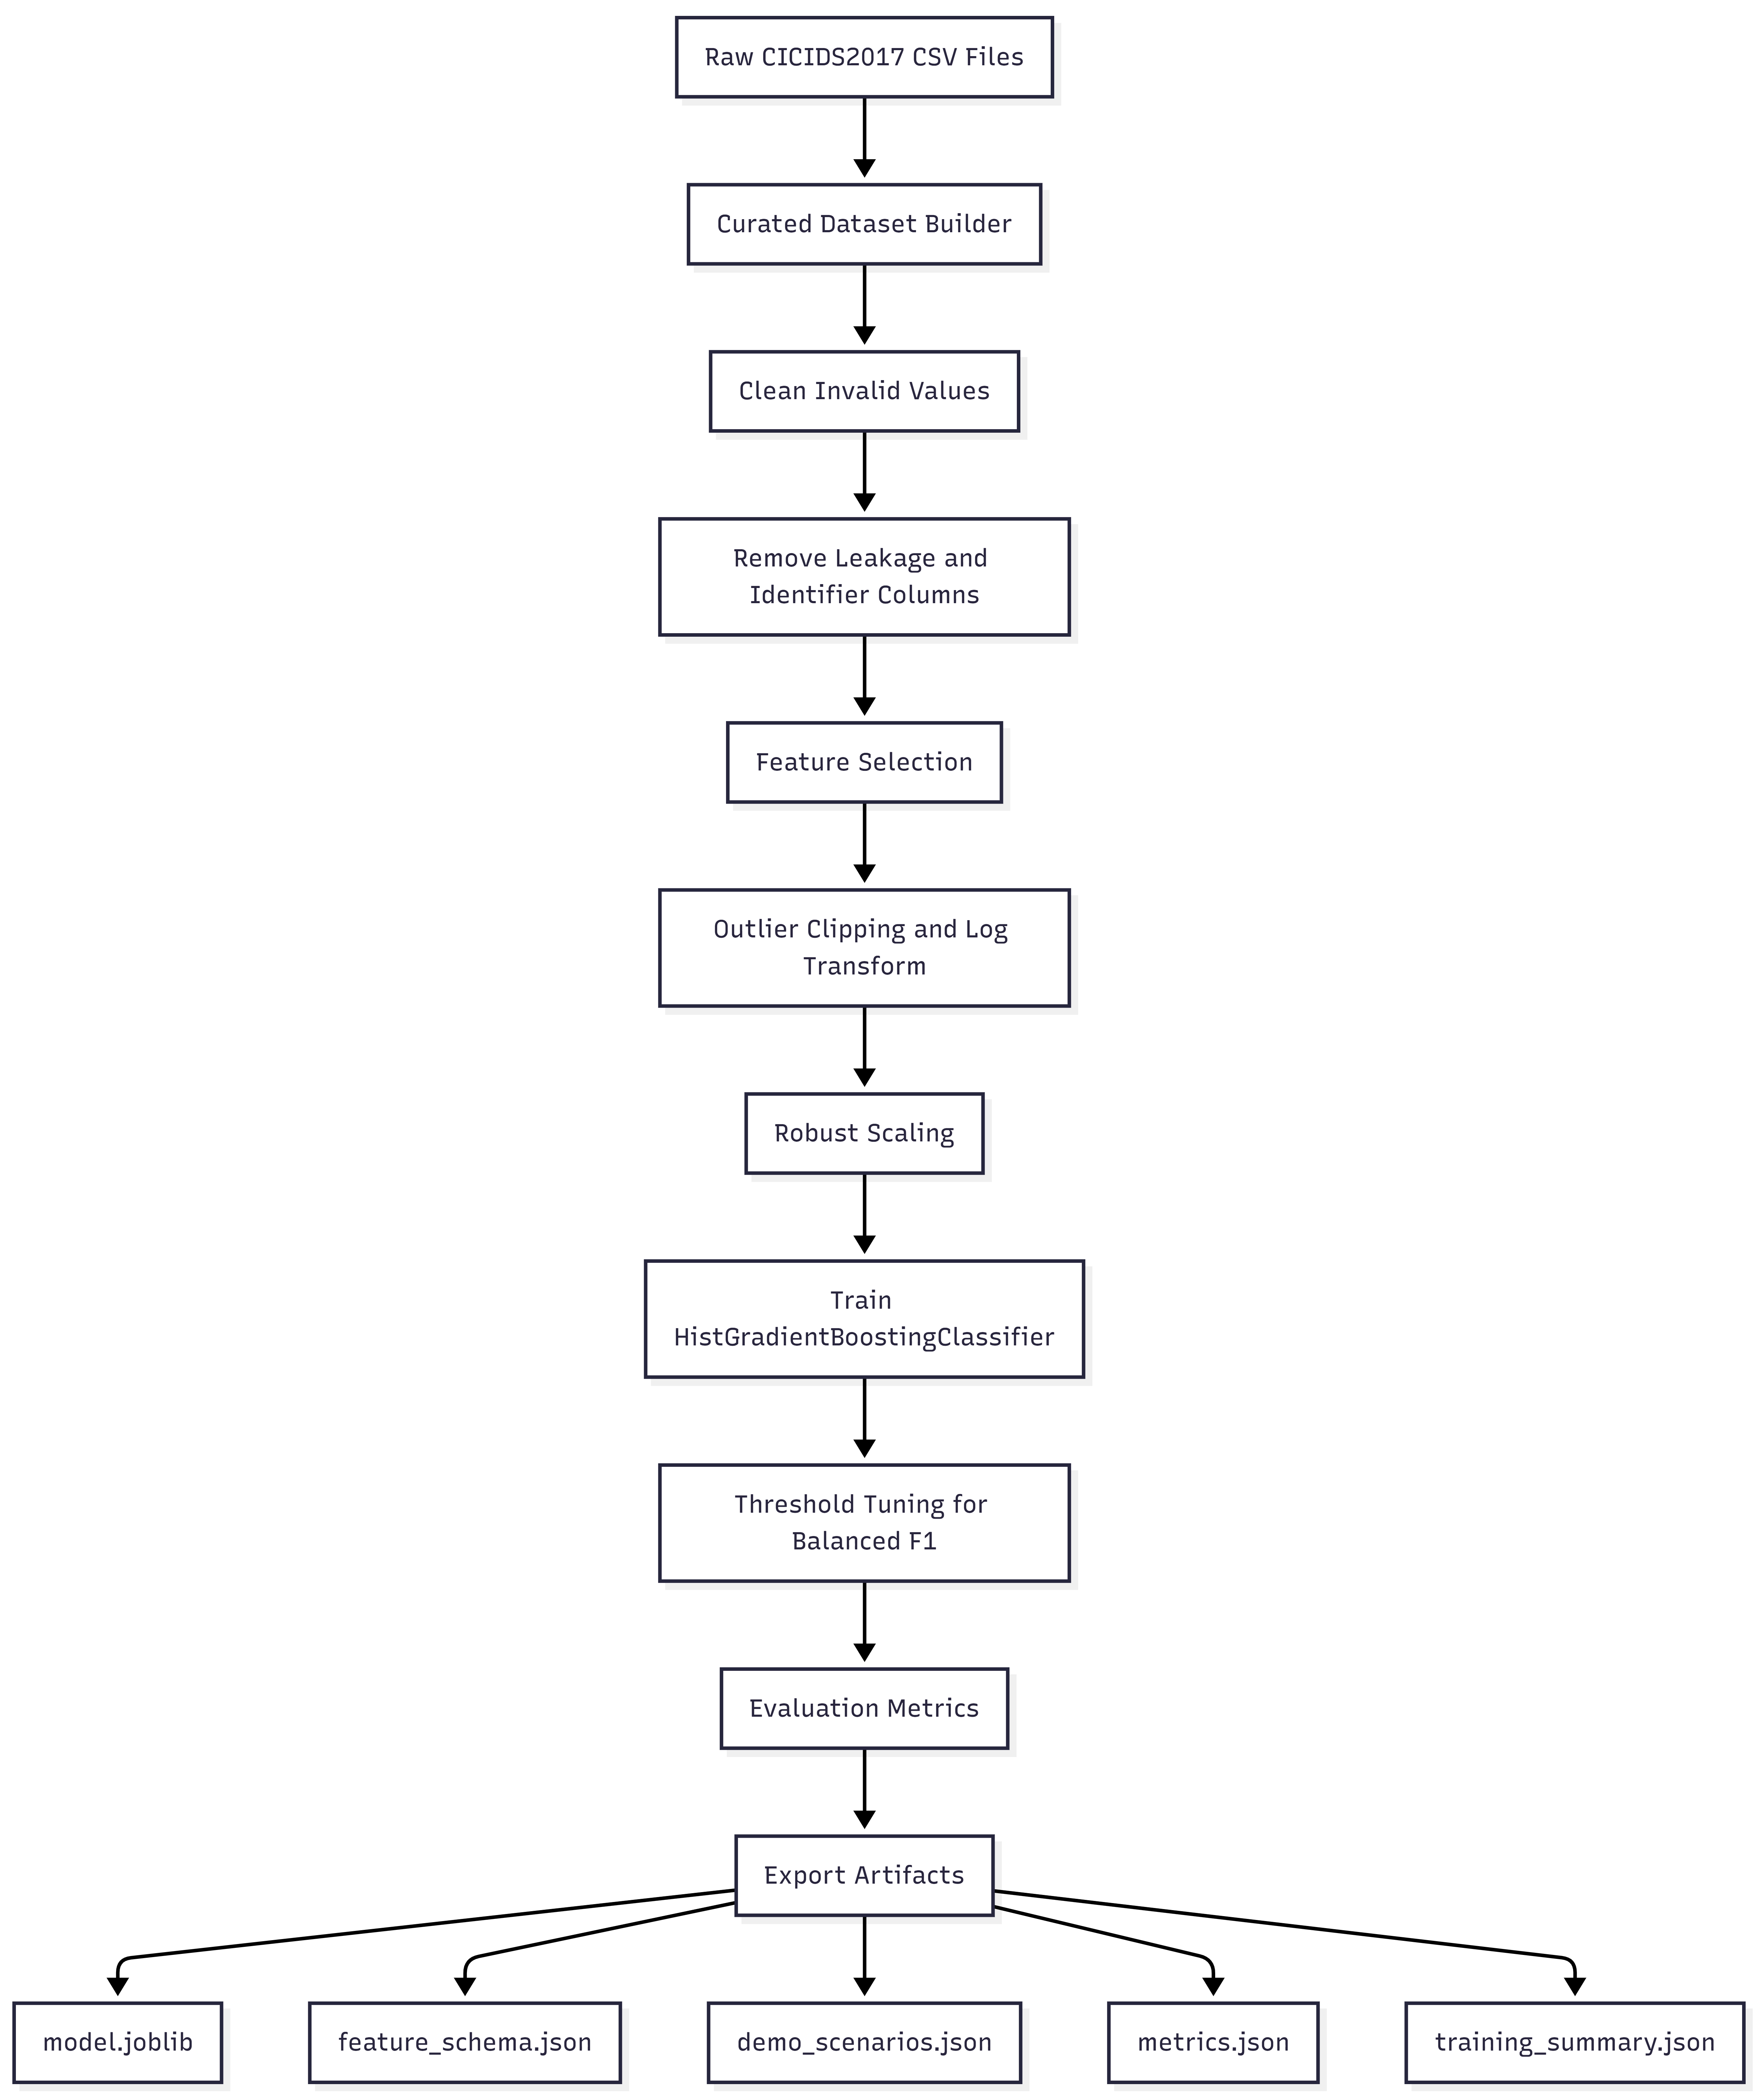 Raw CICIDS2017 CSV Files
Curated Dataset Builder
Clean Invalid Values
Remove Leakage and
Identifier Columns
Feature Selection
Outlier Clipping and Log
Transform
Robust Scaling
Train
HistGradientBoostingClassifier
Threshold Tuning for
Balanced F1
Evaluation Metrics
Export Artifacts
model.joblib
feature_schema.json
demo_scenarios.json
metrics.json
training_summary.json